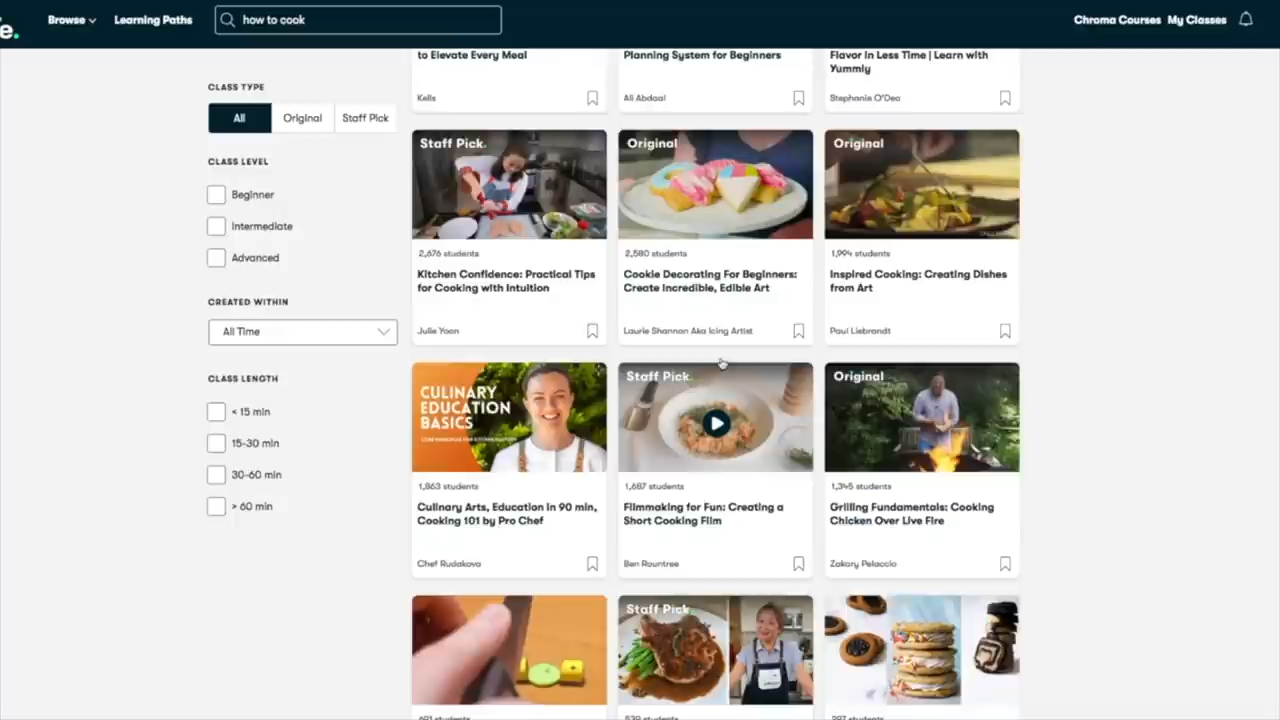 e.
Browse
Learning Paths
how to cook
Chroma Courses
My Classes
CLASS TYPE
All
Original
Staff Pick
CLASS LEVEL
Beginner
Intermediate
Advanced
CREATED WITHIN
All Time
CLASS LENGTH
< 15 min
15-30 min
30-60 min
> 60 min
to Elevate Every Meal
Kells
Planning System for Beginners
Ali Abdaal
Flavor in Less Time | Learn with
Yummly
Stephanie O'Dea
Staff Pick.
2,676 students
Kitchen Confidence: Practical Tips
for Cooking with Intuition
Julie Yoon
Original
2,580 students
Cookie Decorating For Beginners:
Create Incredible, Edible Art
Laurie Shannon Aka Icing Artist
Original
1,994 students
Inspired Cooking: Creating Dishes
from Art
Paul Liebrandt
CULINARY
EDUCATION
BASICS
1,863 students
Culinary Arts, Education in 90 min,
Cooking 101 by Pro Chef
Chef Rudakova
Staff Pick.
1,687 students
Filmmaking for Fun: Creating a
Short Cooking Film
Ben Rountree
Original
1,345 students
Grilling Fundamentals: Cooking
Chicken Over Live Fire
Zakary Pelaccio
Staff Pick.